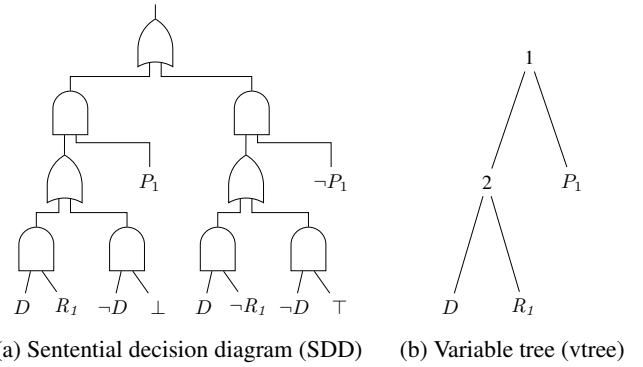 1
P₁ ¬P₁ 2 P₁
D R₁ ¬D ⊥ D ¬R₁ ¬D ⊤ D R₁
(a) Sentential decision diagram (SDD) (b) Variable tree (vtree)